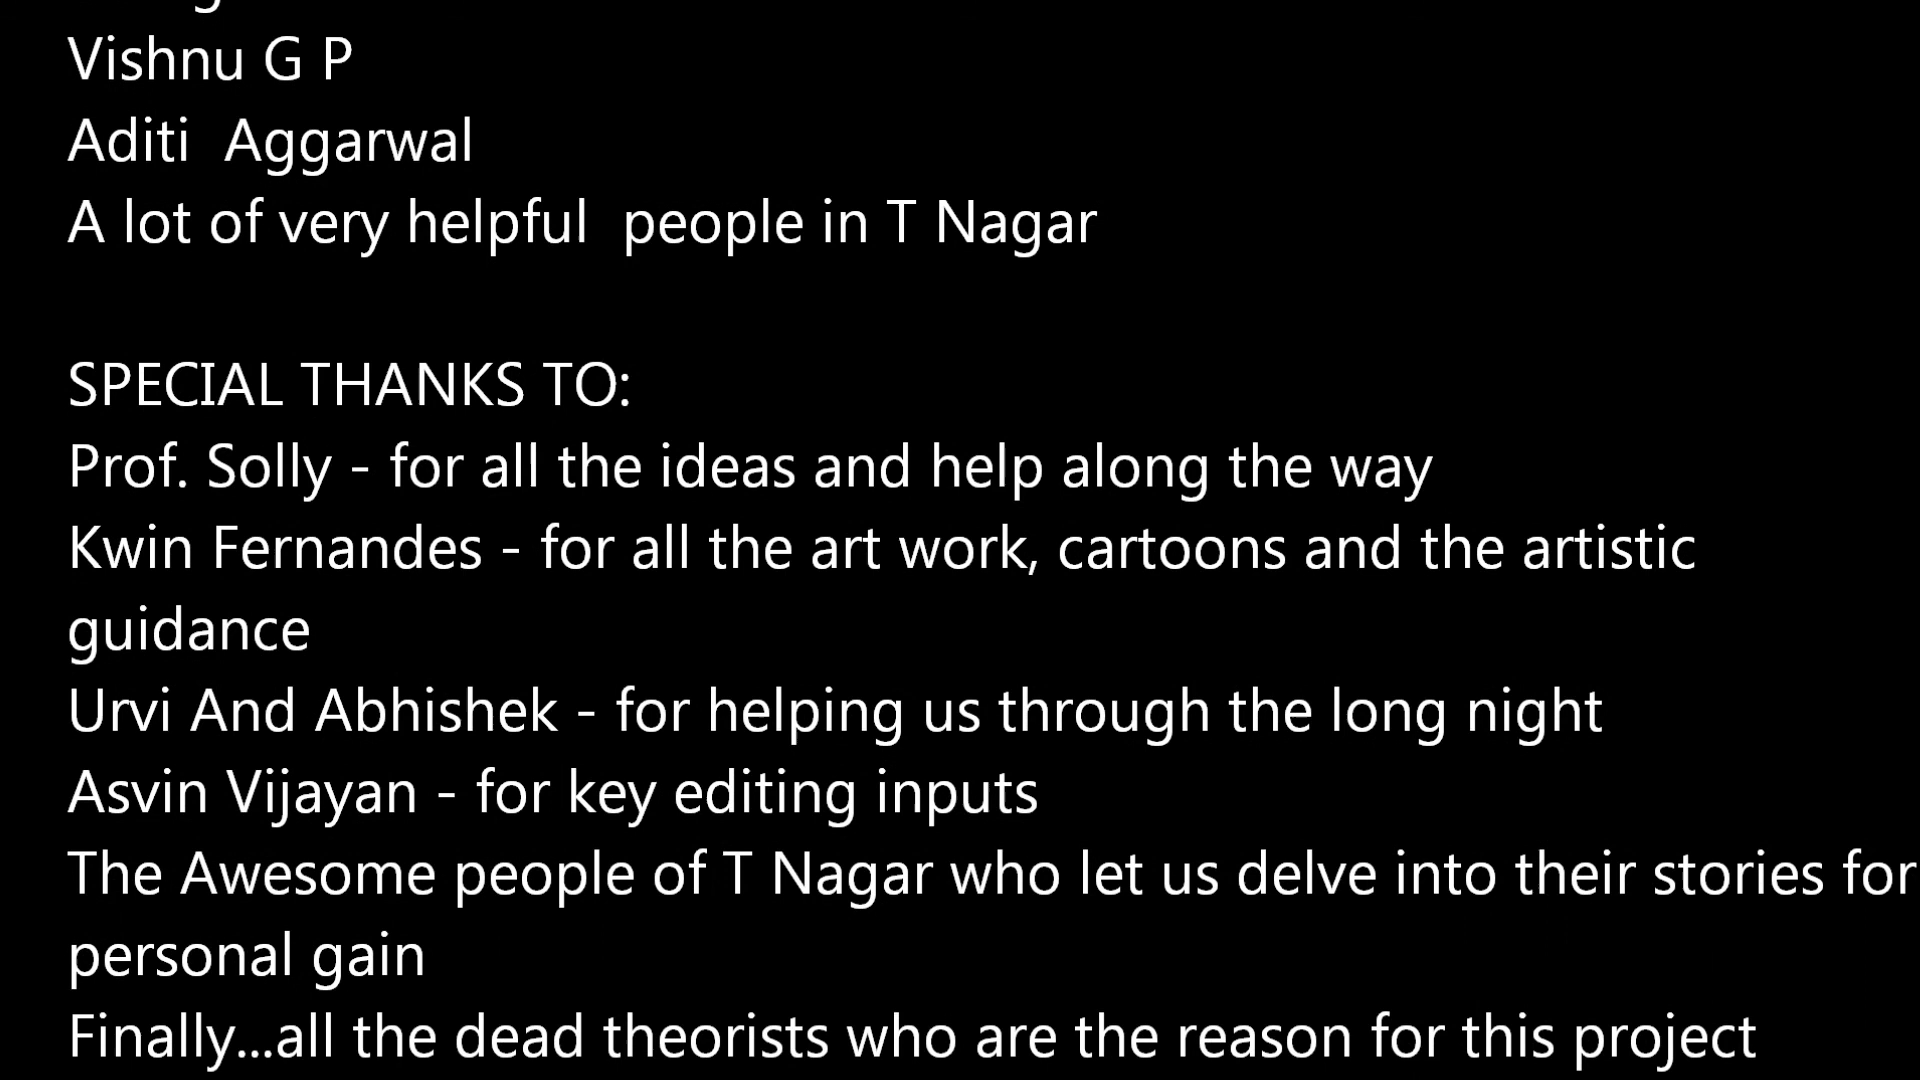 Vishnu G P
Aditi  Aggarwal
A lot of very helpful  people in T Nagar
SPECIAL THANKS TO:
Prof. Solly - for all the ideas and help along the way
Kwin Fernandes - for all the art work, cartoons and the artistic
guidance
Urvi And Abhishek - for helping us through the long night
Asvin Vijayan - for key editing inputs
The Awesome people of T Nagar who let us delve into their stories for
personal gain
Finally...all the dead theorists who are the reason for this project